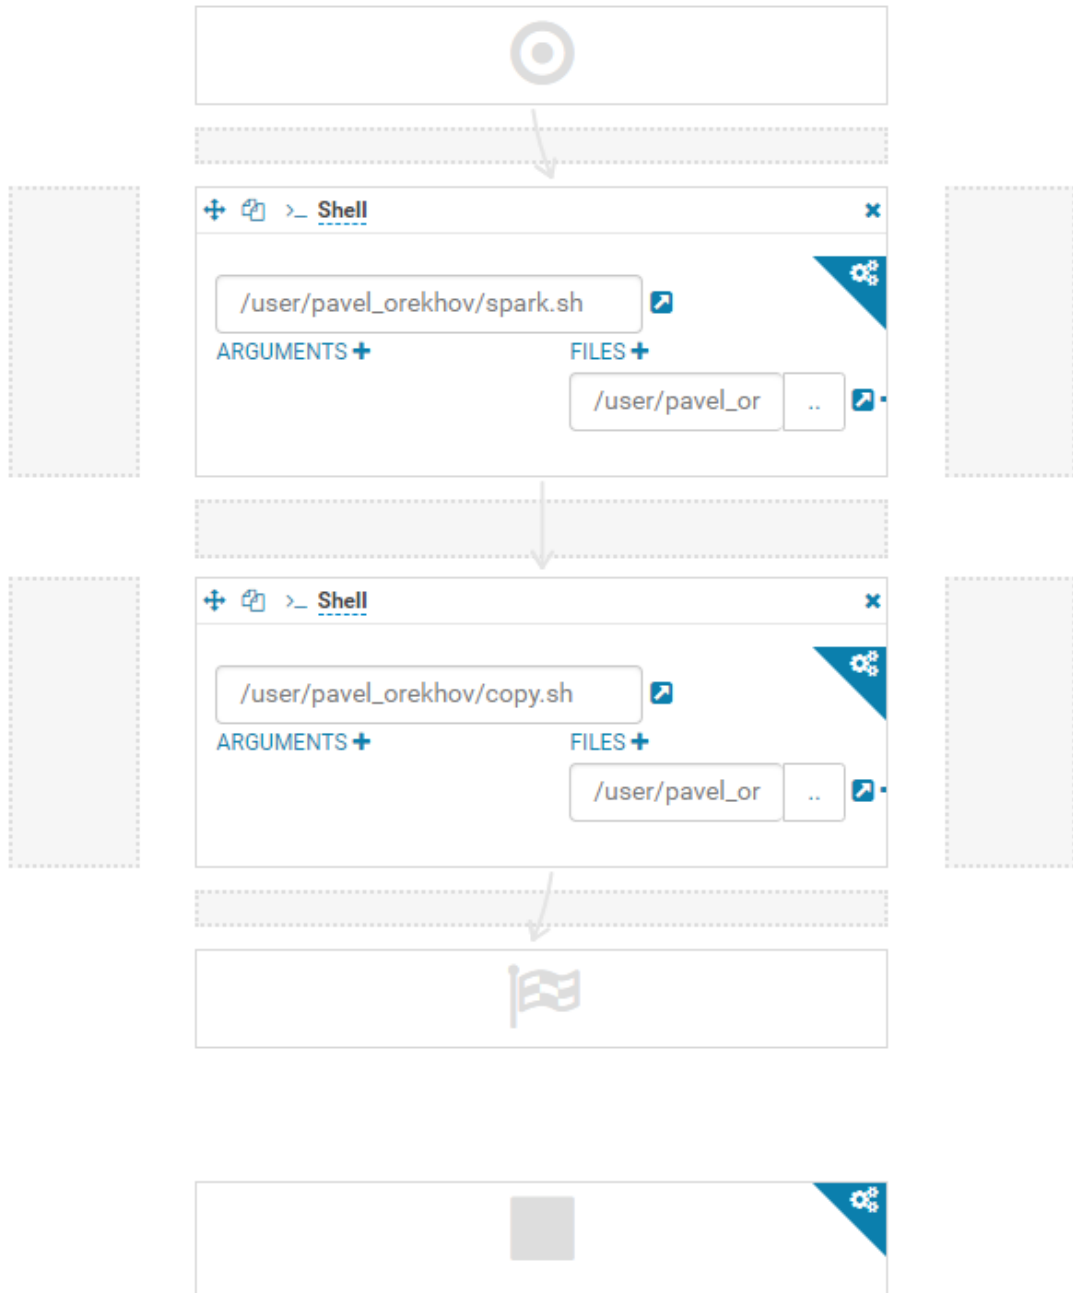 Shell
/user/pavel_orekhov/spark.sh
ARGUMENTS
FILES
/user/pavel_or
..
Shell
/user/pavel_orekhov/copy.sh
ARGUMENTS
FILES
/user/pavel_or
..